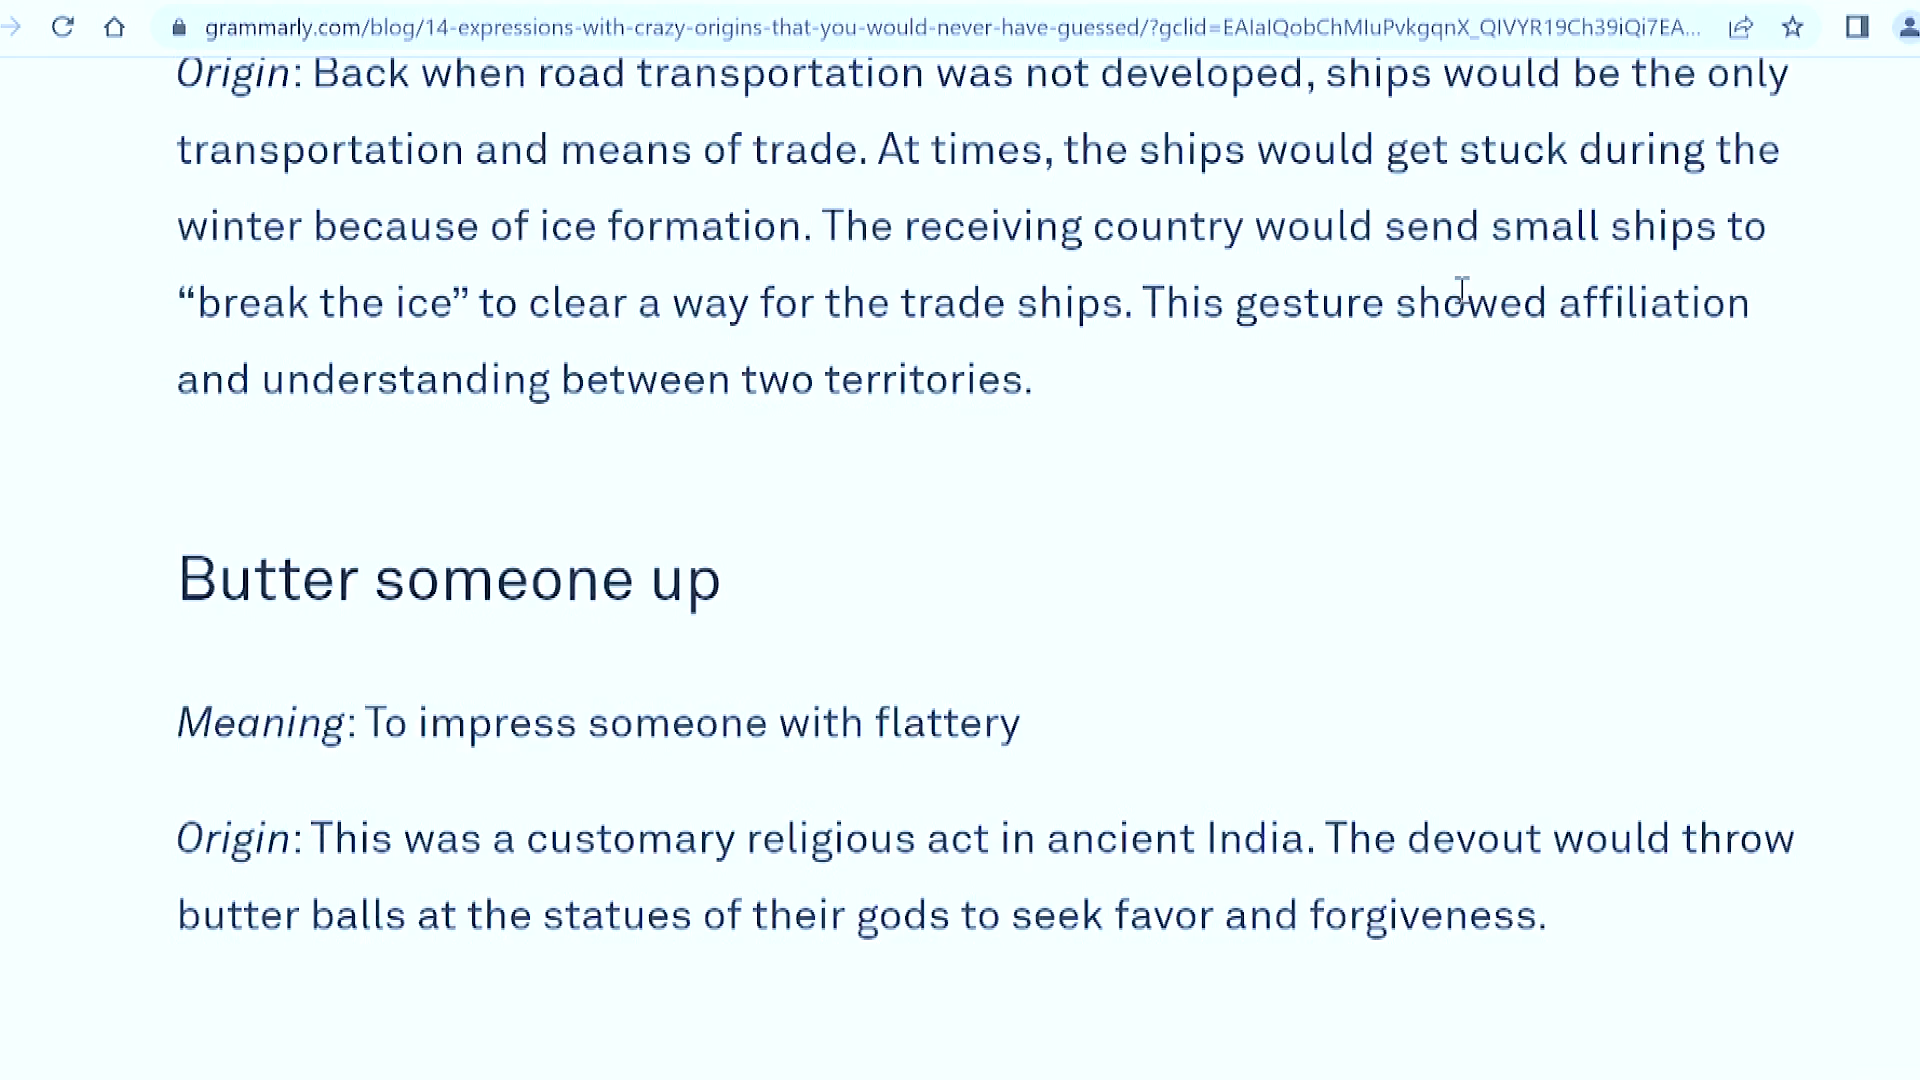 grammarly.com/blog/14-expressions-with-crazy-origins-that-you-would-never-have-guessed/?gclid=EAIaIQobChMIuPvkgqnX_QIVYR19Ch39iQi7EA...
Origin: Back when road transportation was not developed, ships would be the only
transportation and means of trade. At times, the ships would get stuck during the
winter because of ice formation. The receiving country would send small ships to
“break the ice” to clear a way for the trade ships. This gesture showed affiliation
and understanding between two territories.
Butter someone up
Meaning: To impress someone with flattery
Origin: This was a customary religious act in ancient India. The devout would throw
butter balls at the statues of their gods to seek favor and forgiveness.